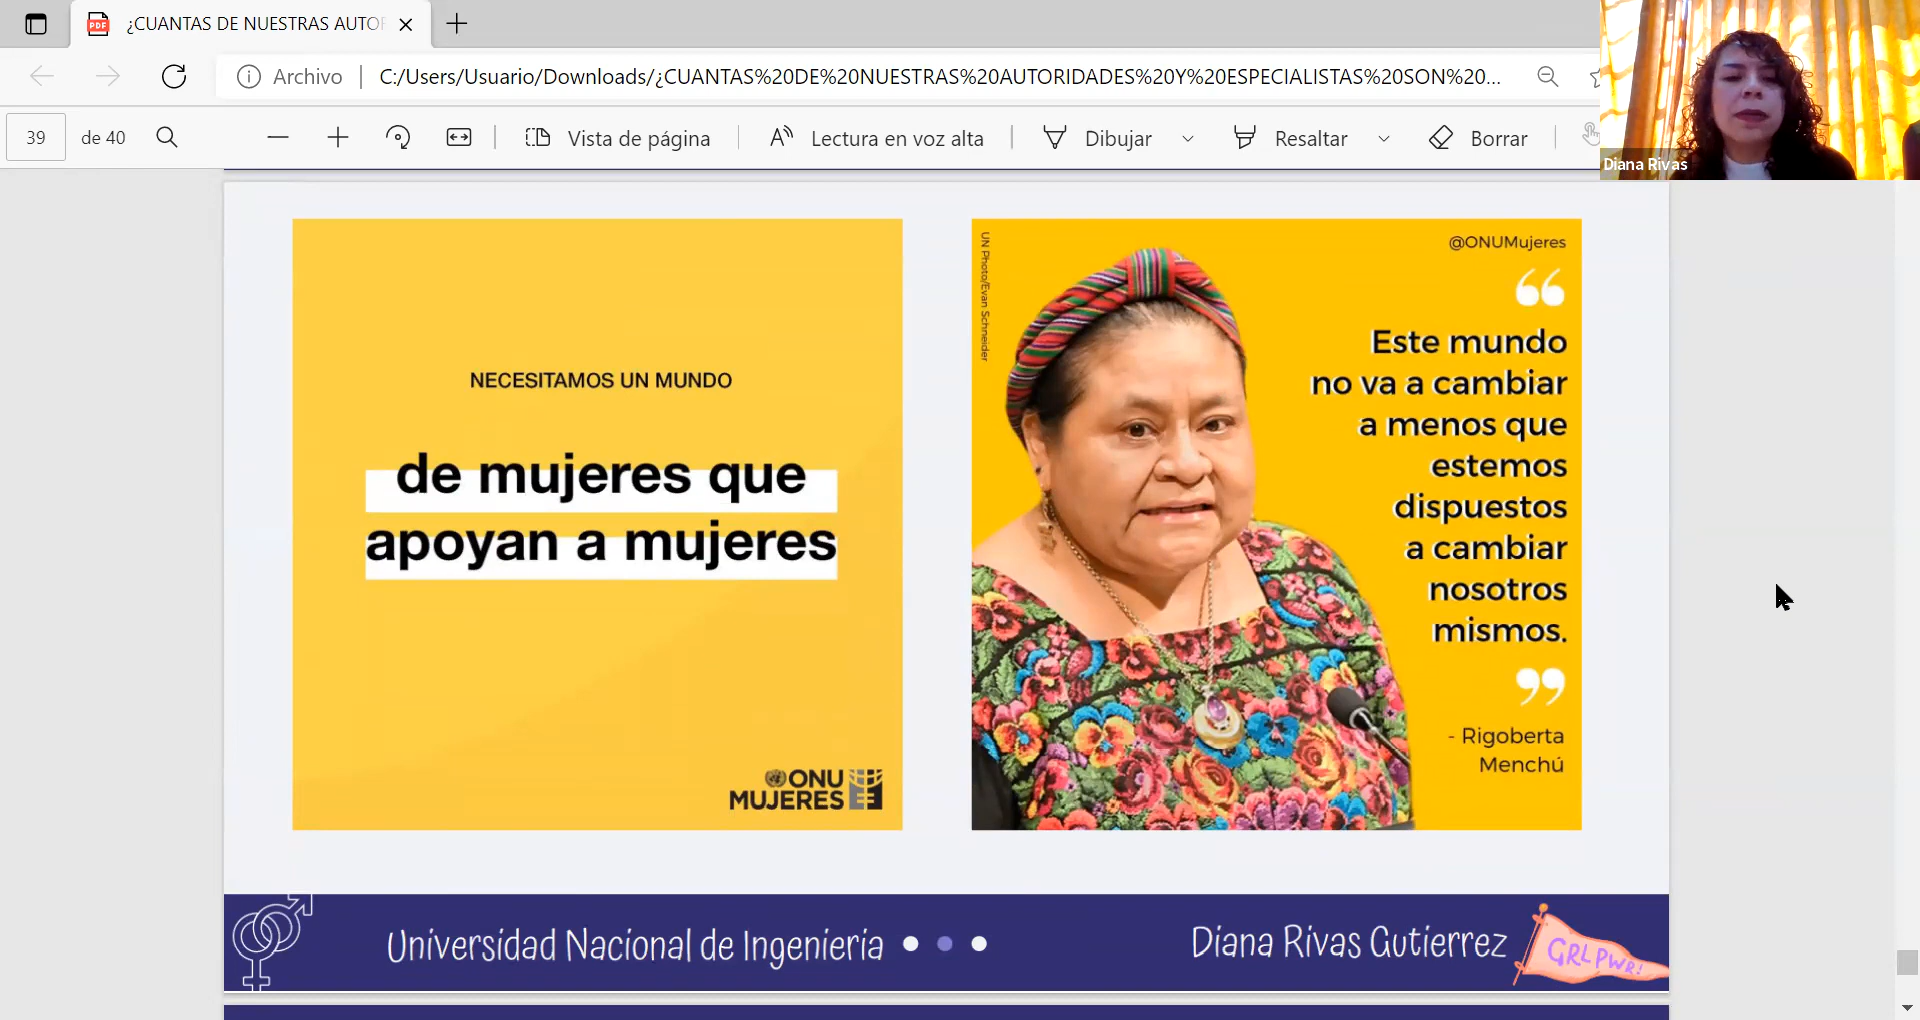 ¿CUANTAS DE NUESTRAS AUTOR
Archivo
C:/Users/Usuario/Downloads/¿CUANTAS%20DE%20NUESTRAS%20AUTORIDADES%20Y%20ESPECIALISTAS%20SON%20...
39 de 40
Vista de página
Lectura en voz alta
Dibujar
Resaltar
Borrar
Diana Rivas
NECESITAMOS UN MUNDO
de mujeres que
apoyan a mujeres
ONU
MUJERES
UN Photo/Evan Schneider
@ONUMujeres
“
Este mundo
no va a cambiar
a menos que
estemos
dispuestos
a cambiar
nosotros
mismos.
”
- Rigoberta
Menchú
Universidad Nacional de Ingenieria
Diana Rivas Gutierrez
GRL PWR!